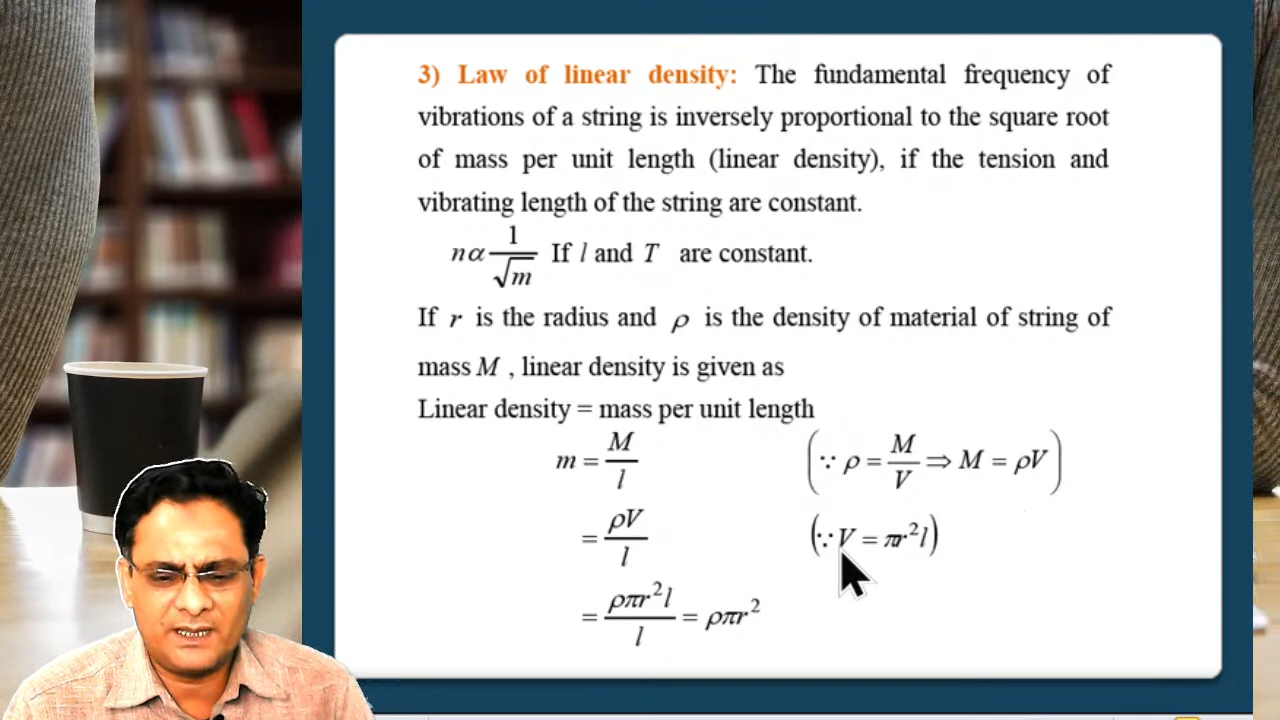 3) Law of linear density: The fundamental frequency of
vibrations of a string is inversely proportional to the square root
of mass per unit length (linear density), if the tension and
vibrating length of the string are constant.
n α 1/√m If l and T are constant.
If r is the radius and ρ is the density of material of string of
mass M , linear density is given as
Linear density = mass per unit length
m = M/l (∵ ρ = M/V ⇒ M = ρV)
= ρV/l (∵ V = πr²l)
= ρπr²l/l = ρπr²